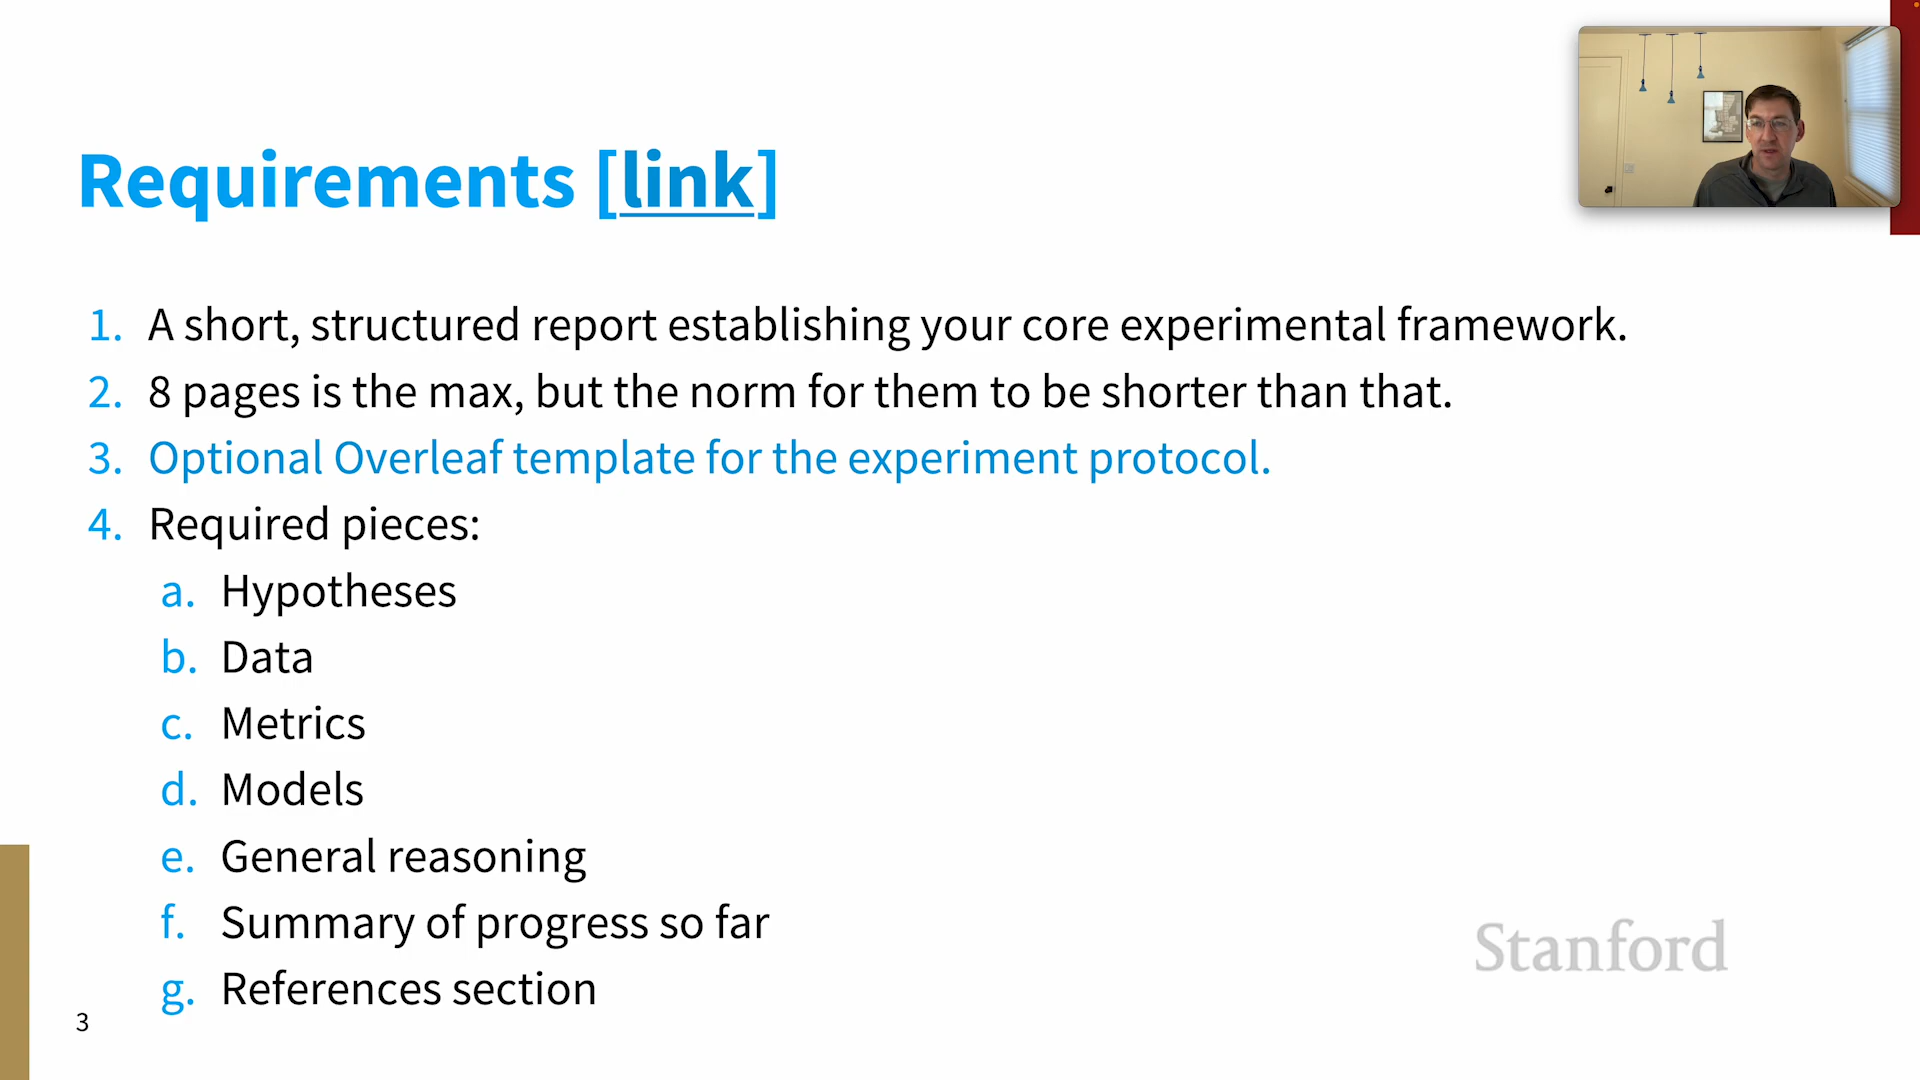 Requirements [link]
1. A short, structured report establishing your core experimental framework.
2. 8 pages is the max, but the norm for them to be shorter than that.
3. Optional Overleaf template for the experiment protocol.
4. Required pieces:
a. Hypotheses
b. Data
c. Metrics
d. Models
e. General reasoning
f. Summary of progress so far
g. References section
Stanford
3